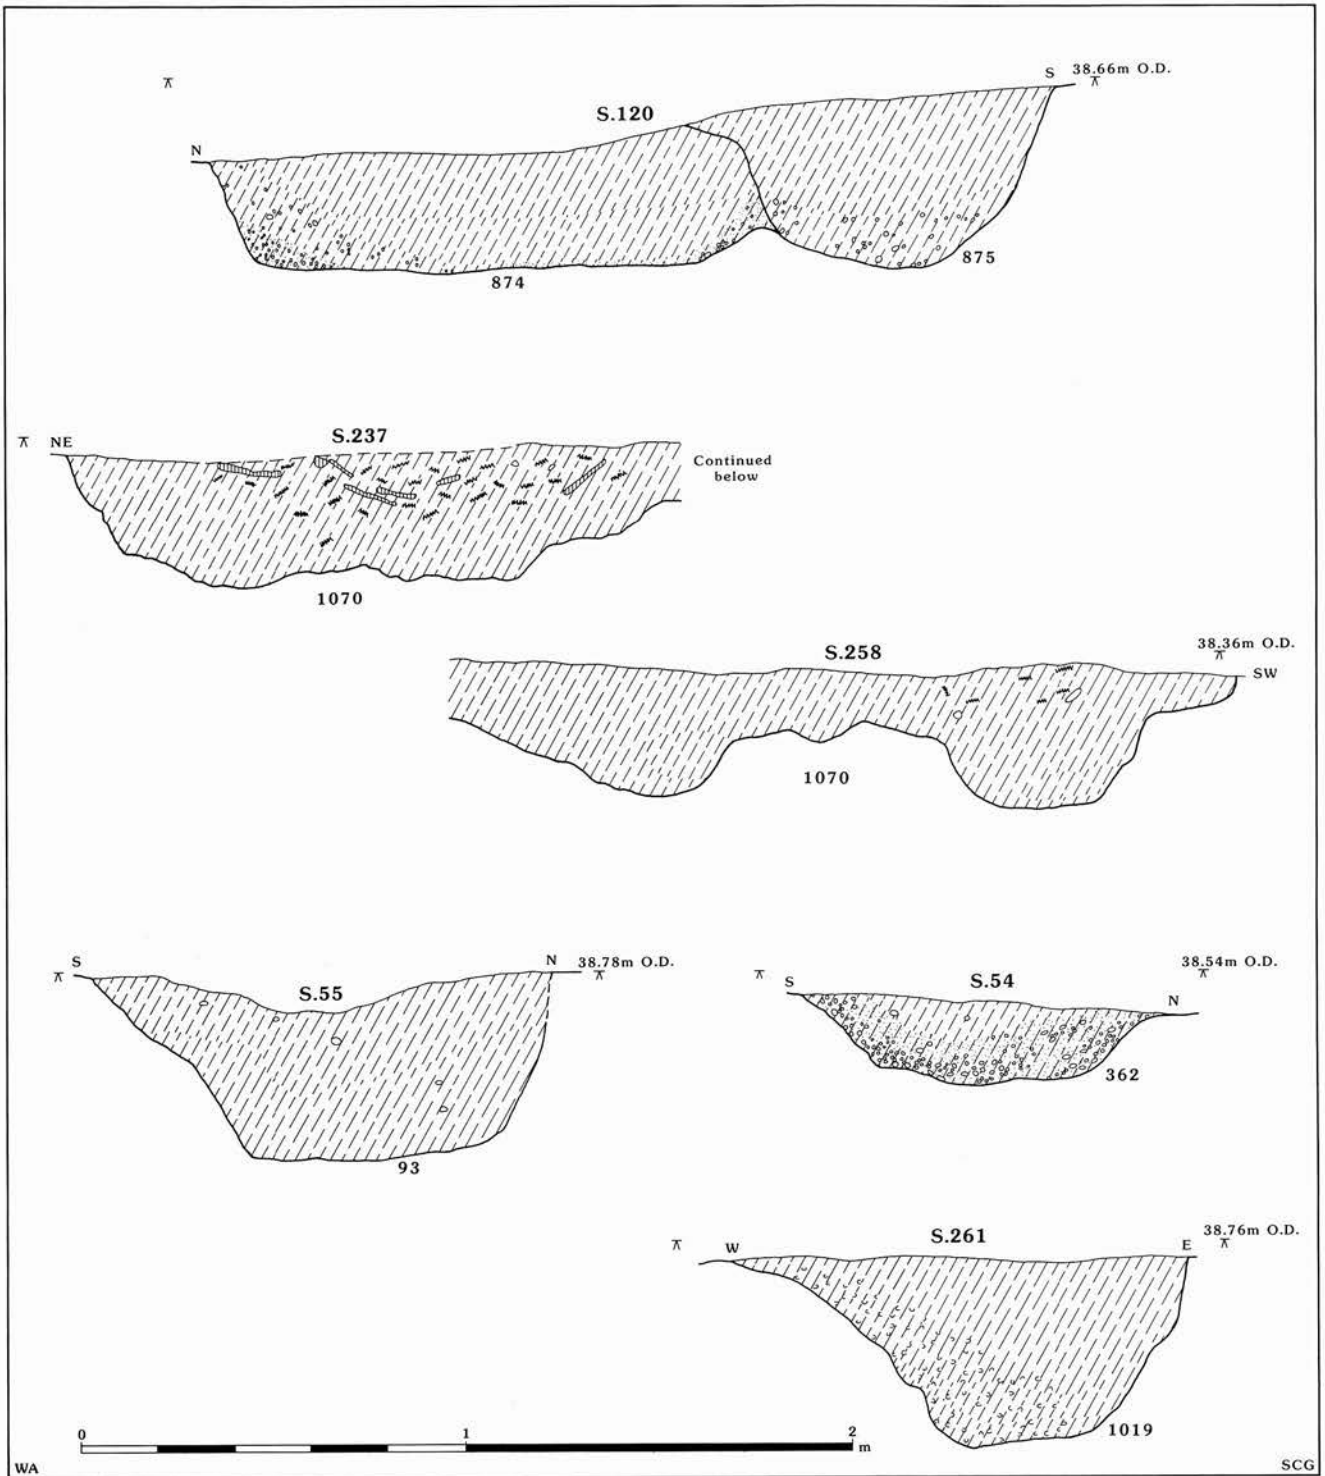 S 38.66m O.D.
S.120
N
875
874
NE S.237
Continued
below
1070
S.258 38.36m O.D.
SW
1070
S N 38.78m O.D.
S.55
93
S S.54 38.54m O.D.
N
362
W S.261 E 38.76m O.D.
1019
0 1 2
m
WA SCG